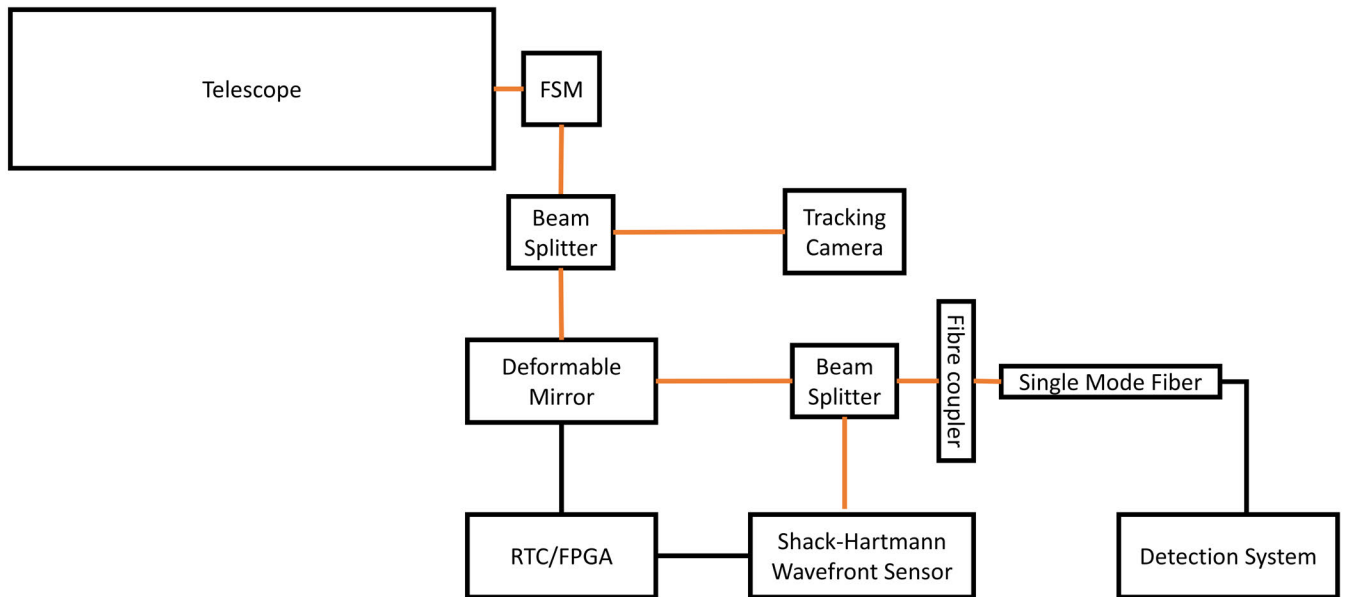 Telescope
FSM
Beam
Splitter
Tracking
Camera
Deformable
Mirror
Beam
Splitter
Fibre coupler
Single Mode Fiber
RTC/FPGA
Shack-Hartmann
Wavefront Sensor
Detection System